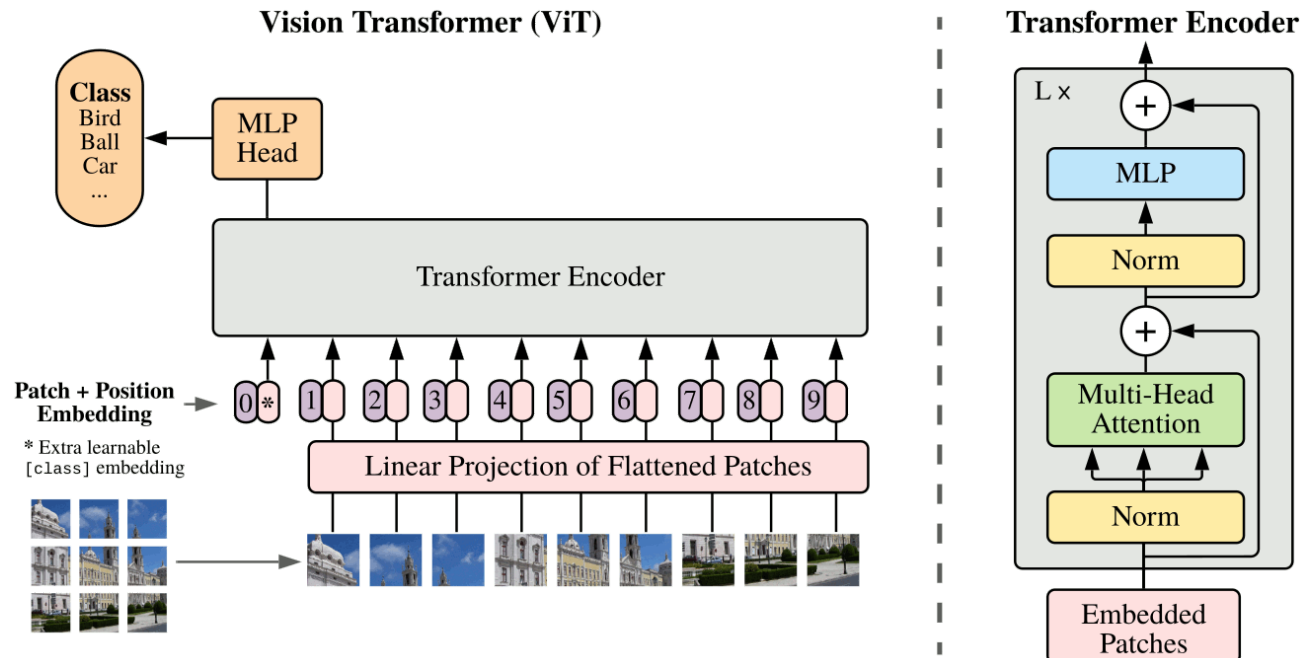 Vision Transformer (ViT)
Class
Bird
Ball
Car
...
MLP
Head
Transformer Encoder
Patch + Position
Embedding
0 * 1 2 3 4 5 6 7 8 9
* Extra learnable
[class] embedding
Linear Projection of Flattened Patches
Transformer Encoder
L ×
+
MLP
Norm
+
Multi-Head
Attention
Norm
Embedded
Patches